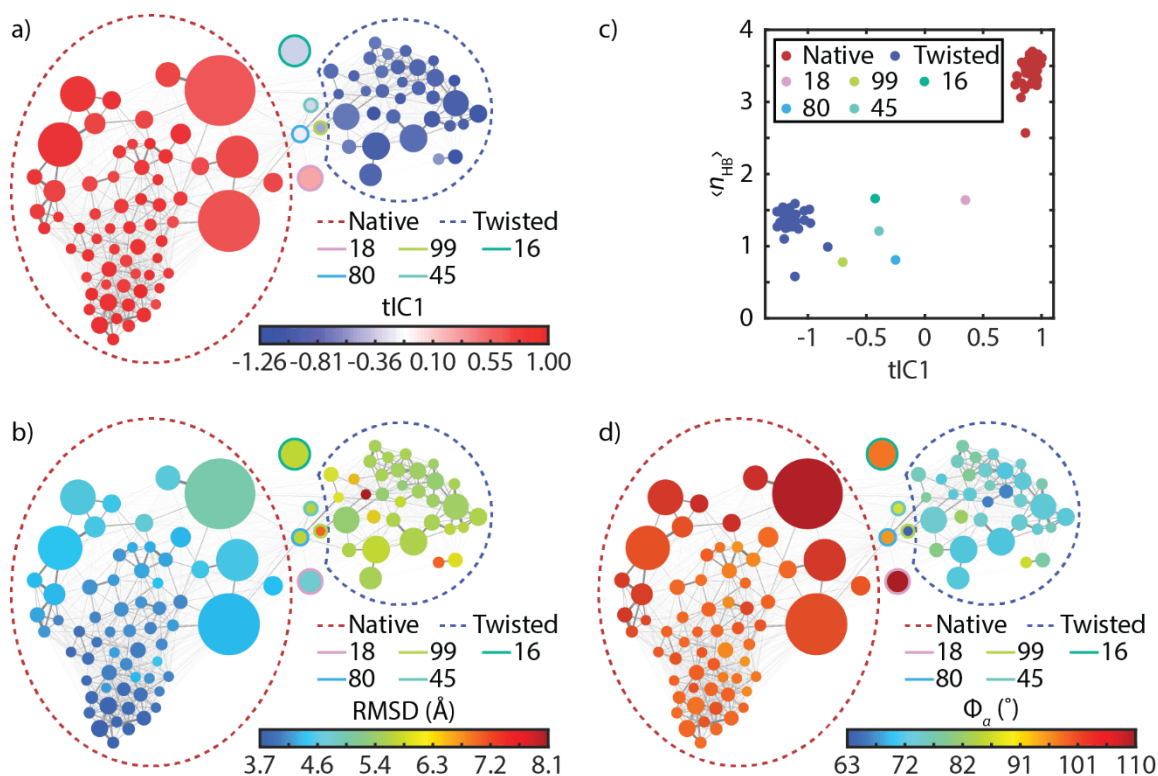 a)
Native Twisted
18 99 16
80 45
tIC1
-1.26 -0.81 -0.36 0.10 0.55 1.00
c)
4
3
2
1
0
⟨nHB⟩
Native Twisted
18 99 16
80 45
-1 -0.5 0 0.5 1
tIC1
b)
Native Twisted
18 99 16
80 45
RMSD (Å)
3.7 4.6 5.4 6.3 7.2 8.1
d)
Native Twisted
18 99 16
80 45
Φa (°)
63 72 82 91 101 110